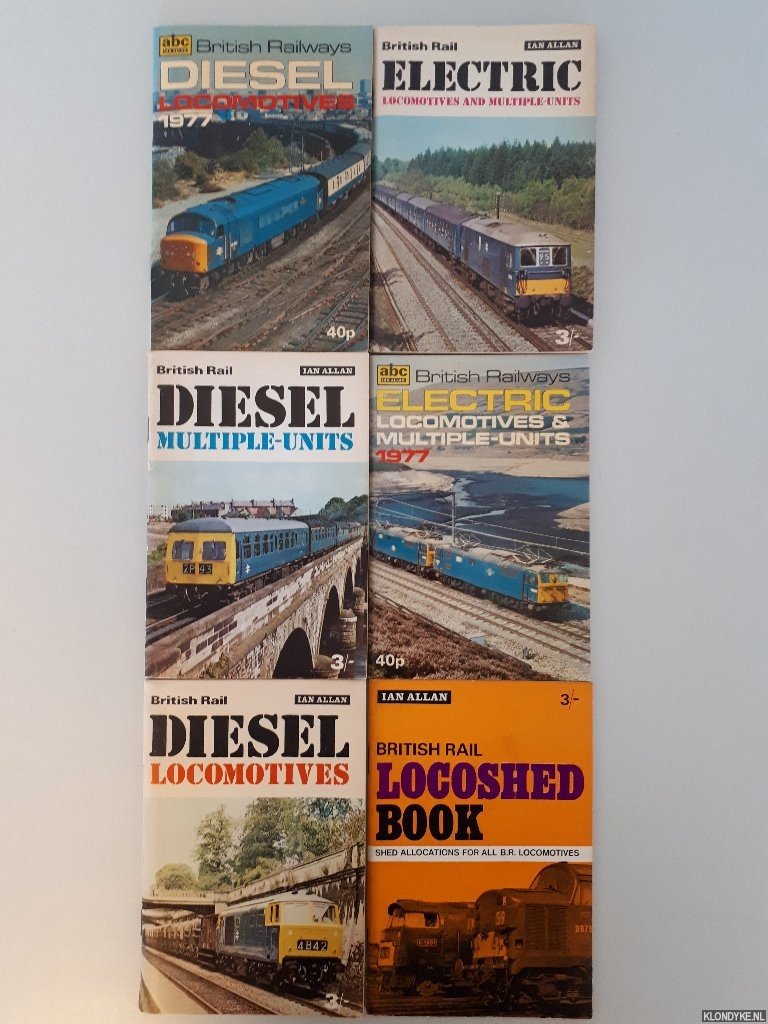 abc British Railways
IAN ALLAN
DIESEL
LOCOMOTIVES
1977
40p
British Rail IAN ALLAN
ELECTRIC
LOCOMOTIVES AND MULTIPLE-UNITS
3/-
British Rail IAN ALLAN
DIESEL
MULTIPLE-UNITS
3/-
abc British Railways
IAN ALLAN
ELECTRIC
LOCOMOTIVES &
MULTIPLE-UNITS
1977
40p
British Rail IAN ALLAN
DIESEL
LOCOMOTIVES
4B42
3/-
IAN ALLAN 3/-
BRITISH RAIL
LOCOSHED
BOOK
SHED ALLOCATIONS FOR ALL B.R. LOCOMOTIVES
KLONDYKE.NL